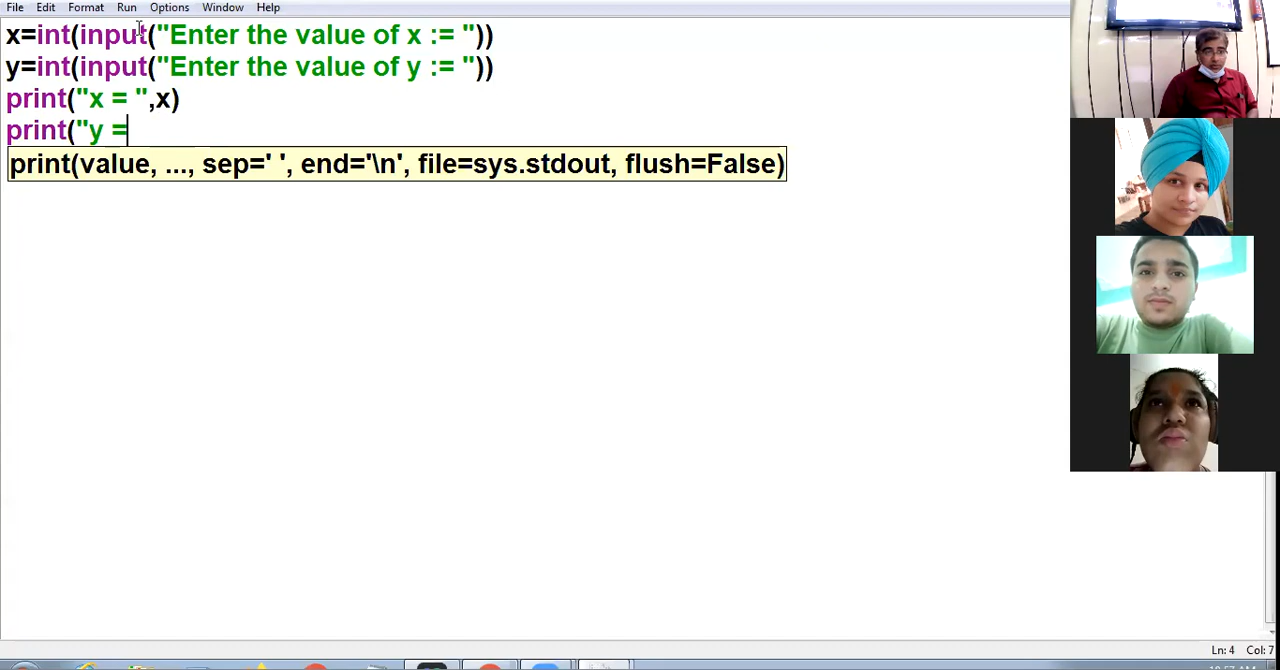 File Edit Format Run Options Window Help
x=int(input("Enter the value of x := "))
y=int(input("Enter the value of y := "))
print("x = ",x)
print("y =
print(value, ..., sep=' ', end='\n', file=sys.stdout, flush=False)
Ln: 4 Col: 7